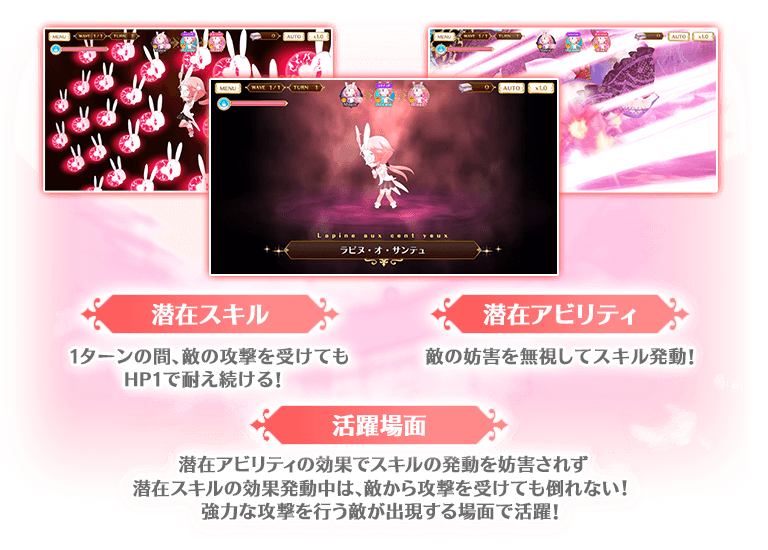 MENU
WAVE 1/1
TURN 1
0
AUTO
×1.0
MENU
WAVE 1/1
TURN 1
0
AUTO
×1.0
MENU
WAVE 1/1
TURN 1
0
AUTO
×1.0
Lapine aux cent yeux
ラピヌ・オ・サンテュ
潜在スキル
1ターンの間、敵の攻撃を受けても
HP1で耐え続ける!
潜在アビリティ
敵の妨害を無視してスキル発動!
活躍場面
潜在アビリティの効果でスキルの発動を妨害されず
潜在スキルの効果発動中は、敵から攻撃を受けても倒れない!
強力な攻撃を行う敵が出現する場面で活躍!